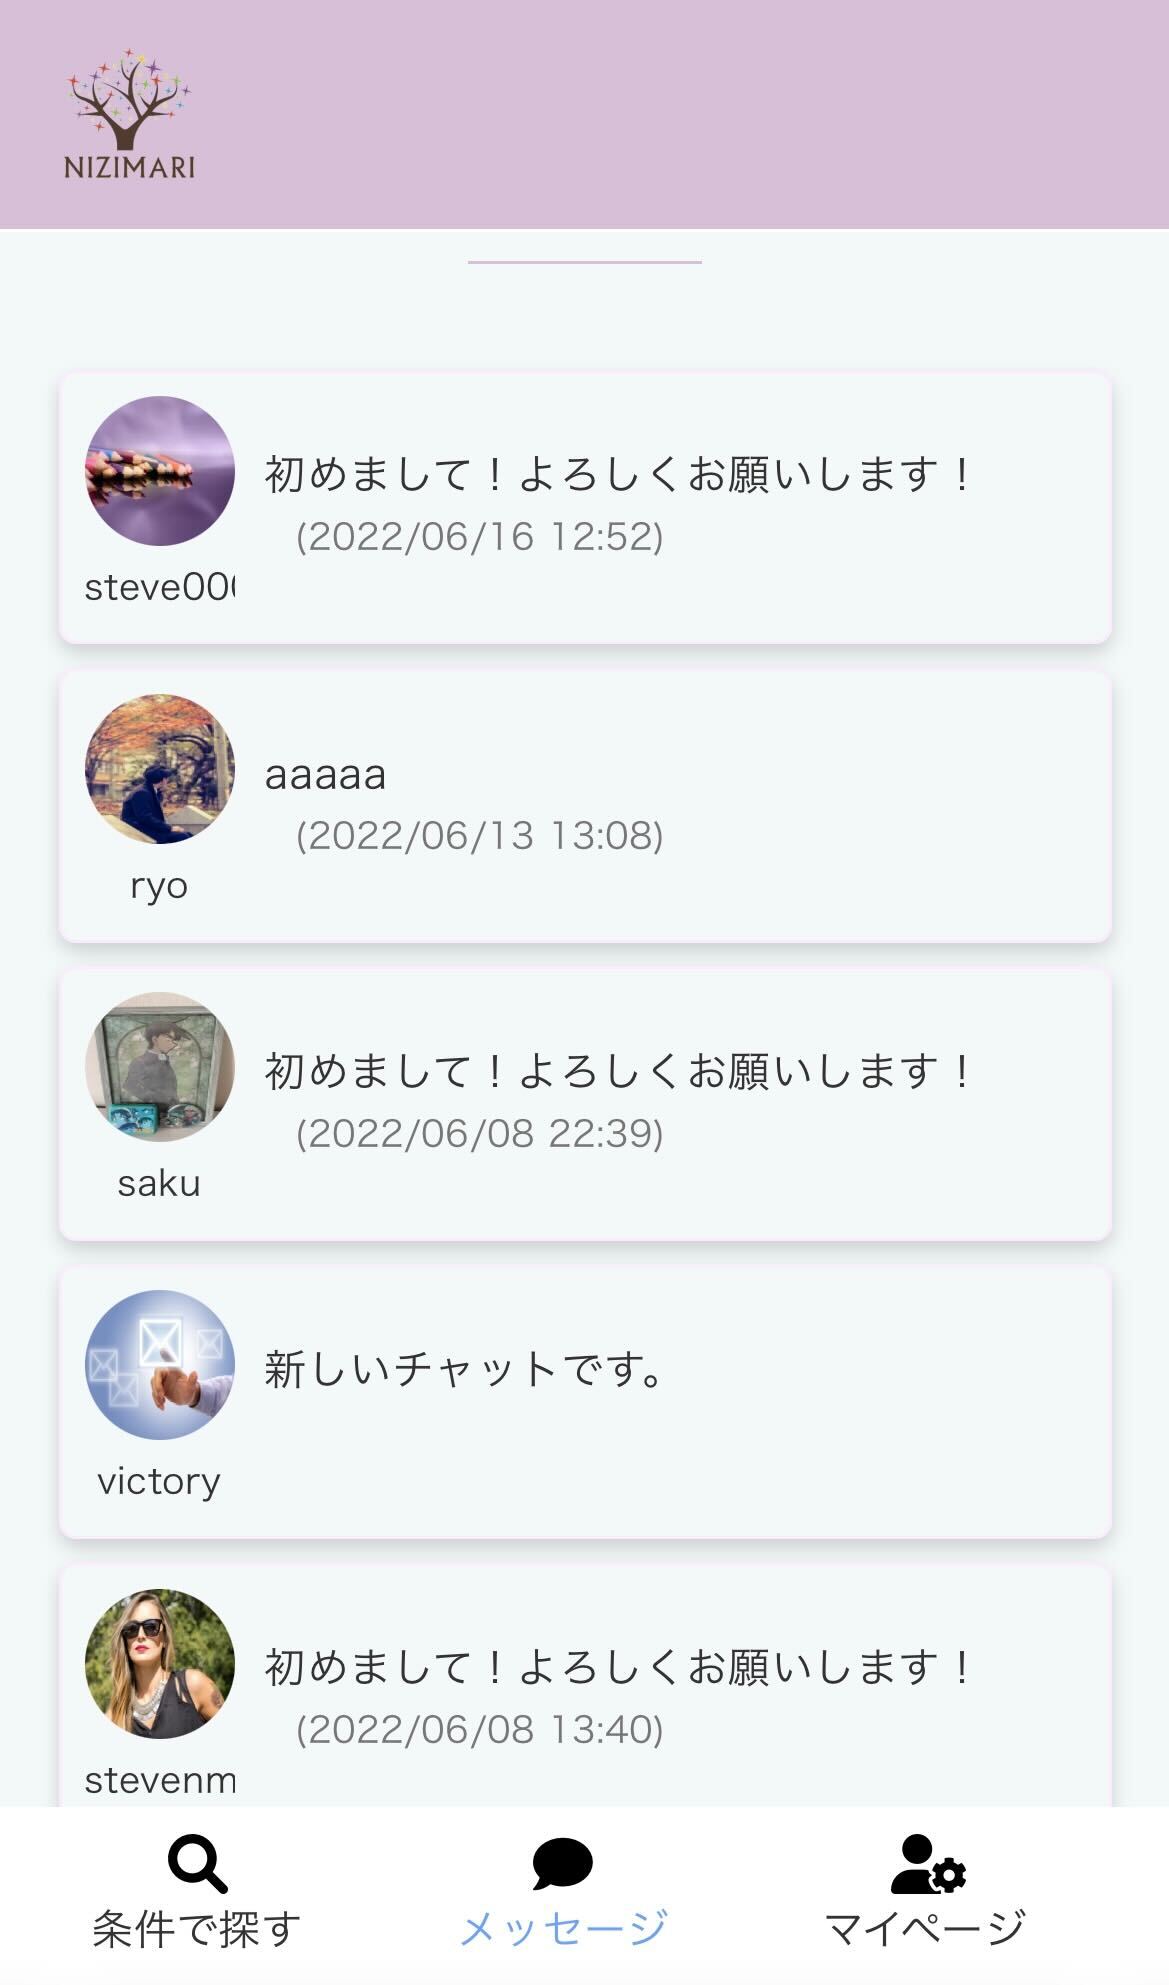 NIZIMARI
初めまして！よろしくお願いします！
(2022/06/16 12:52)
steve00
aaaaa
(2022/06/13 13:08)
ryo
初めまして！よろしくお願いします！
(2022/06/08 22:39)
saku
新しいチャットです。
victory
初めまして！よろしくお願いします！
(2022/06/08 13:40)
stevenm
条件で探す
メッセージ
マイページ